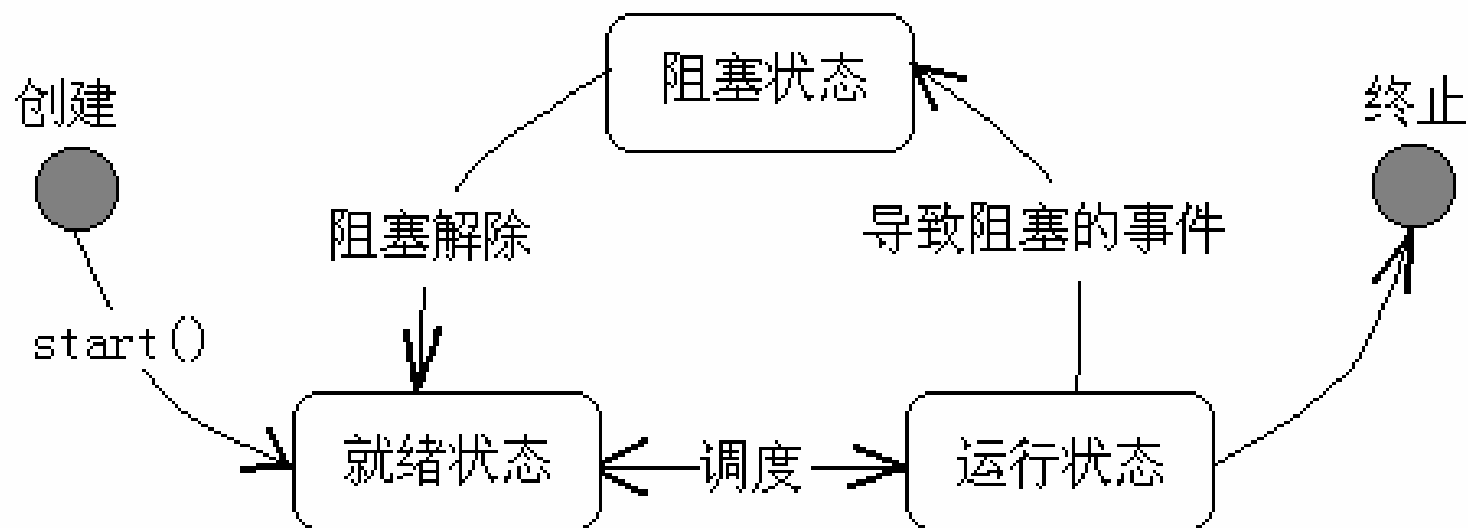 阻塞状态
创建
终止
阻塞解除
导致阻塞的事件
start()
就绪状态
调度
运行状态